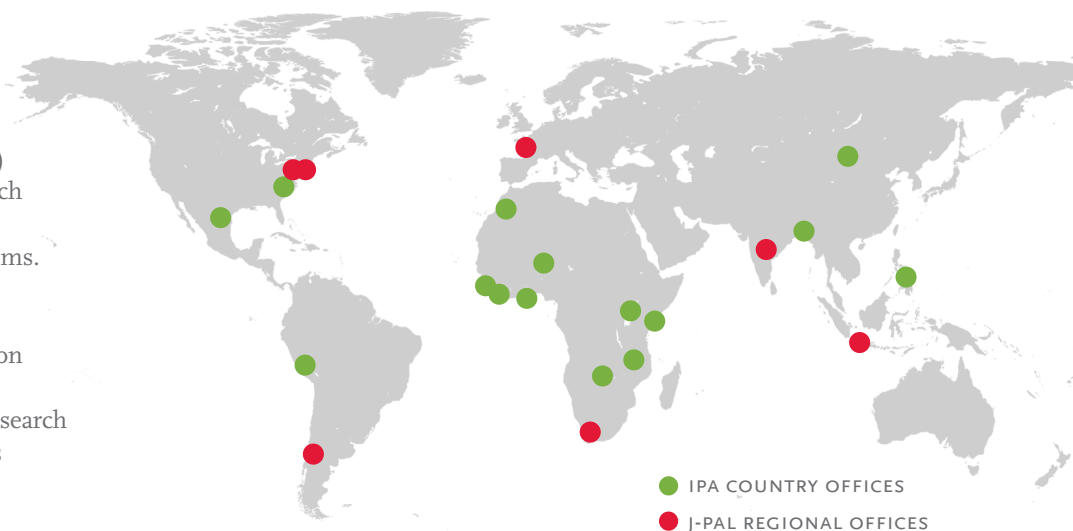 )
ch
ms.
on
search
s
IPA COUNTRY OFFICES
J-PAL REGIONAL OFFICES